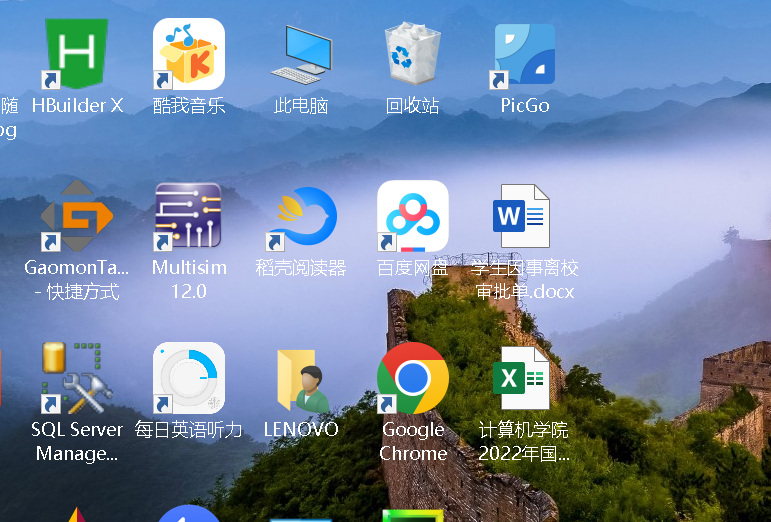 随
og
HBuilder X
酷我音乐
此电脑
回收站
PicGo
GaomonTa...
- 快捷方式
Multisim
12.0
稻壳阅读器
百度网盘
学生因事离校
审批单.docx
SQL Server
Manage...
每日英语听力
LENOVO
Google
Chrome
计算机学院
2022年国...